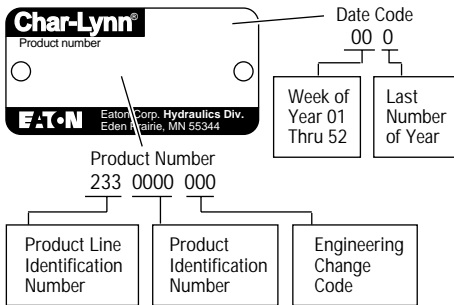 Char-Lynn®
Product number
EATON
Eaton Corp. Hydraulics Div.
Eden Prairie, MN 55344
Date Code
00 0
Week of
Year 01
Thru 52
Last
Number
of Year
Product Number
233 0000 000
Product Line
Identification
Number
Product
Identification
Number
Engineering
Change
Code